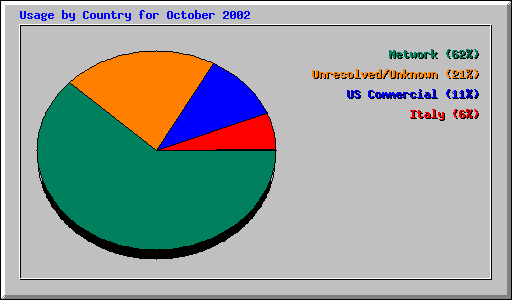 Usage by Country for October 2002
Network (62%)
Unresolved/Unknown (21%)
US Commercial (11%)
Italy (6%)